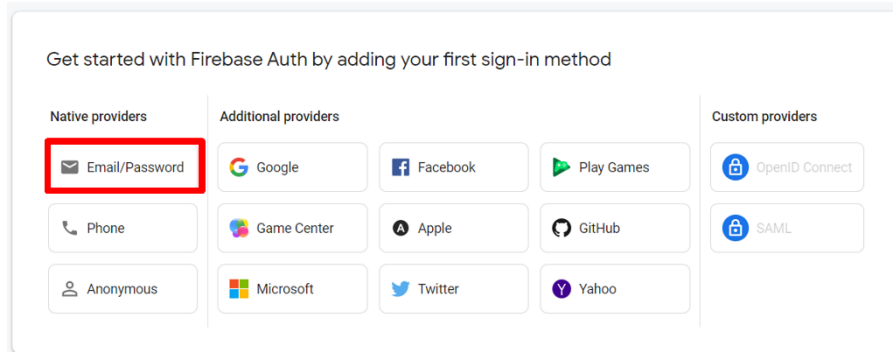 Get started with Firebase Auth by adding your first sign-in method
Native providers
Email/Password
Phone
Anonymous
Additional providers
Google
Facebook
Play Games
Game Center
Apple
GitHub
Microsoft
Twitter
Yahoo
Custom providers
OpenID Connect
SAML